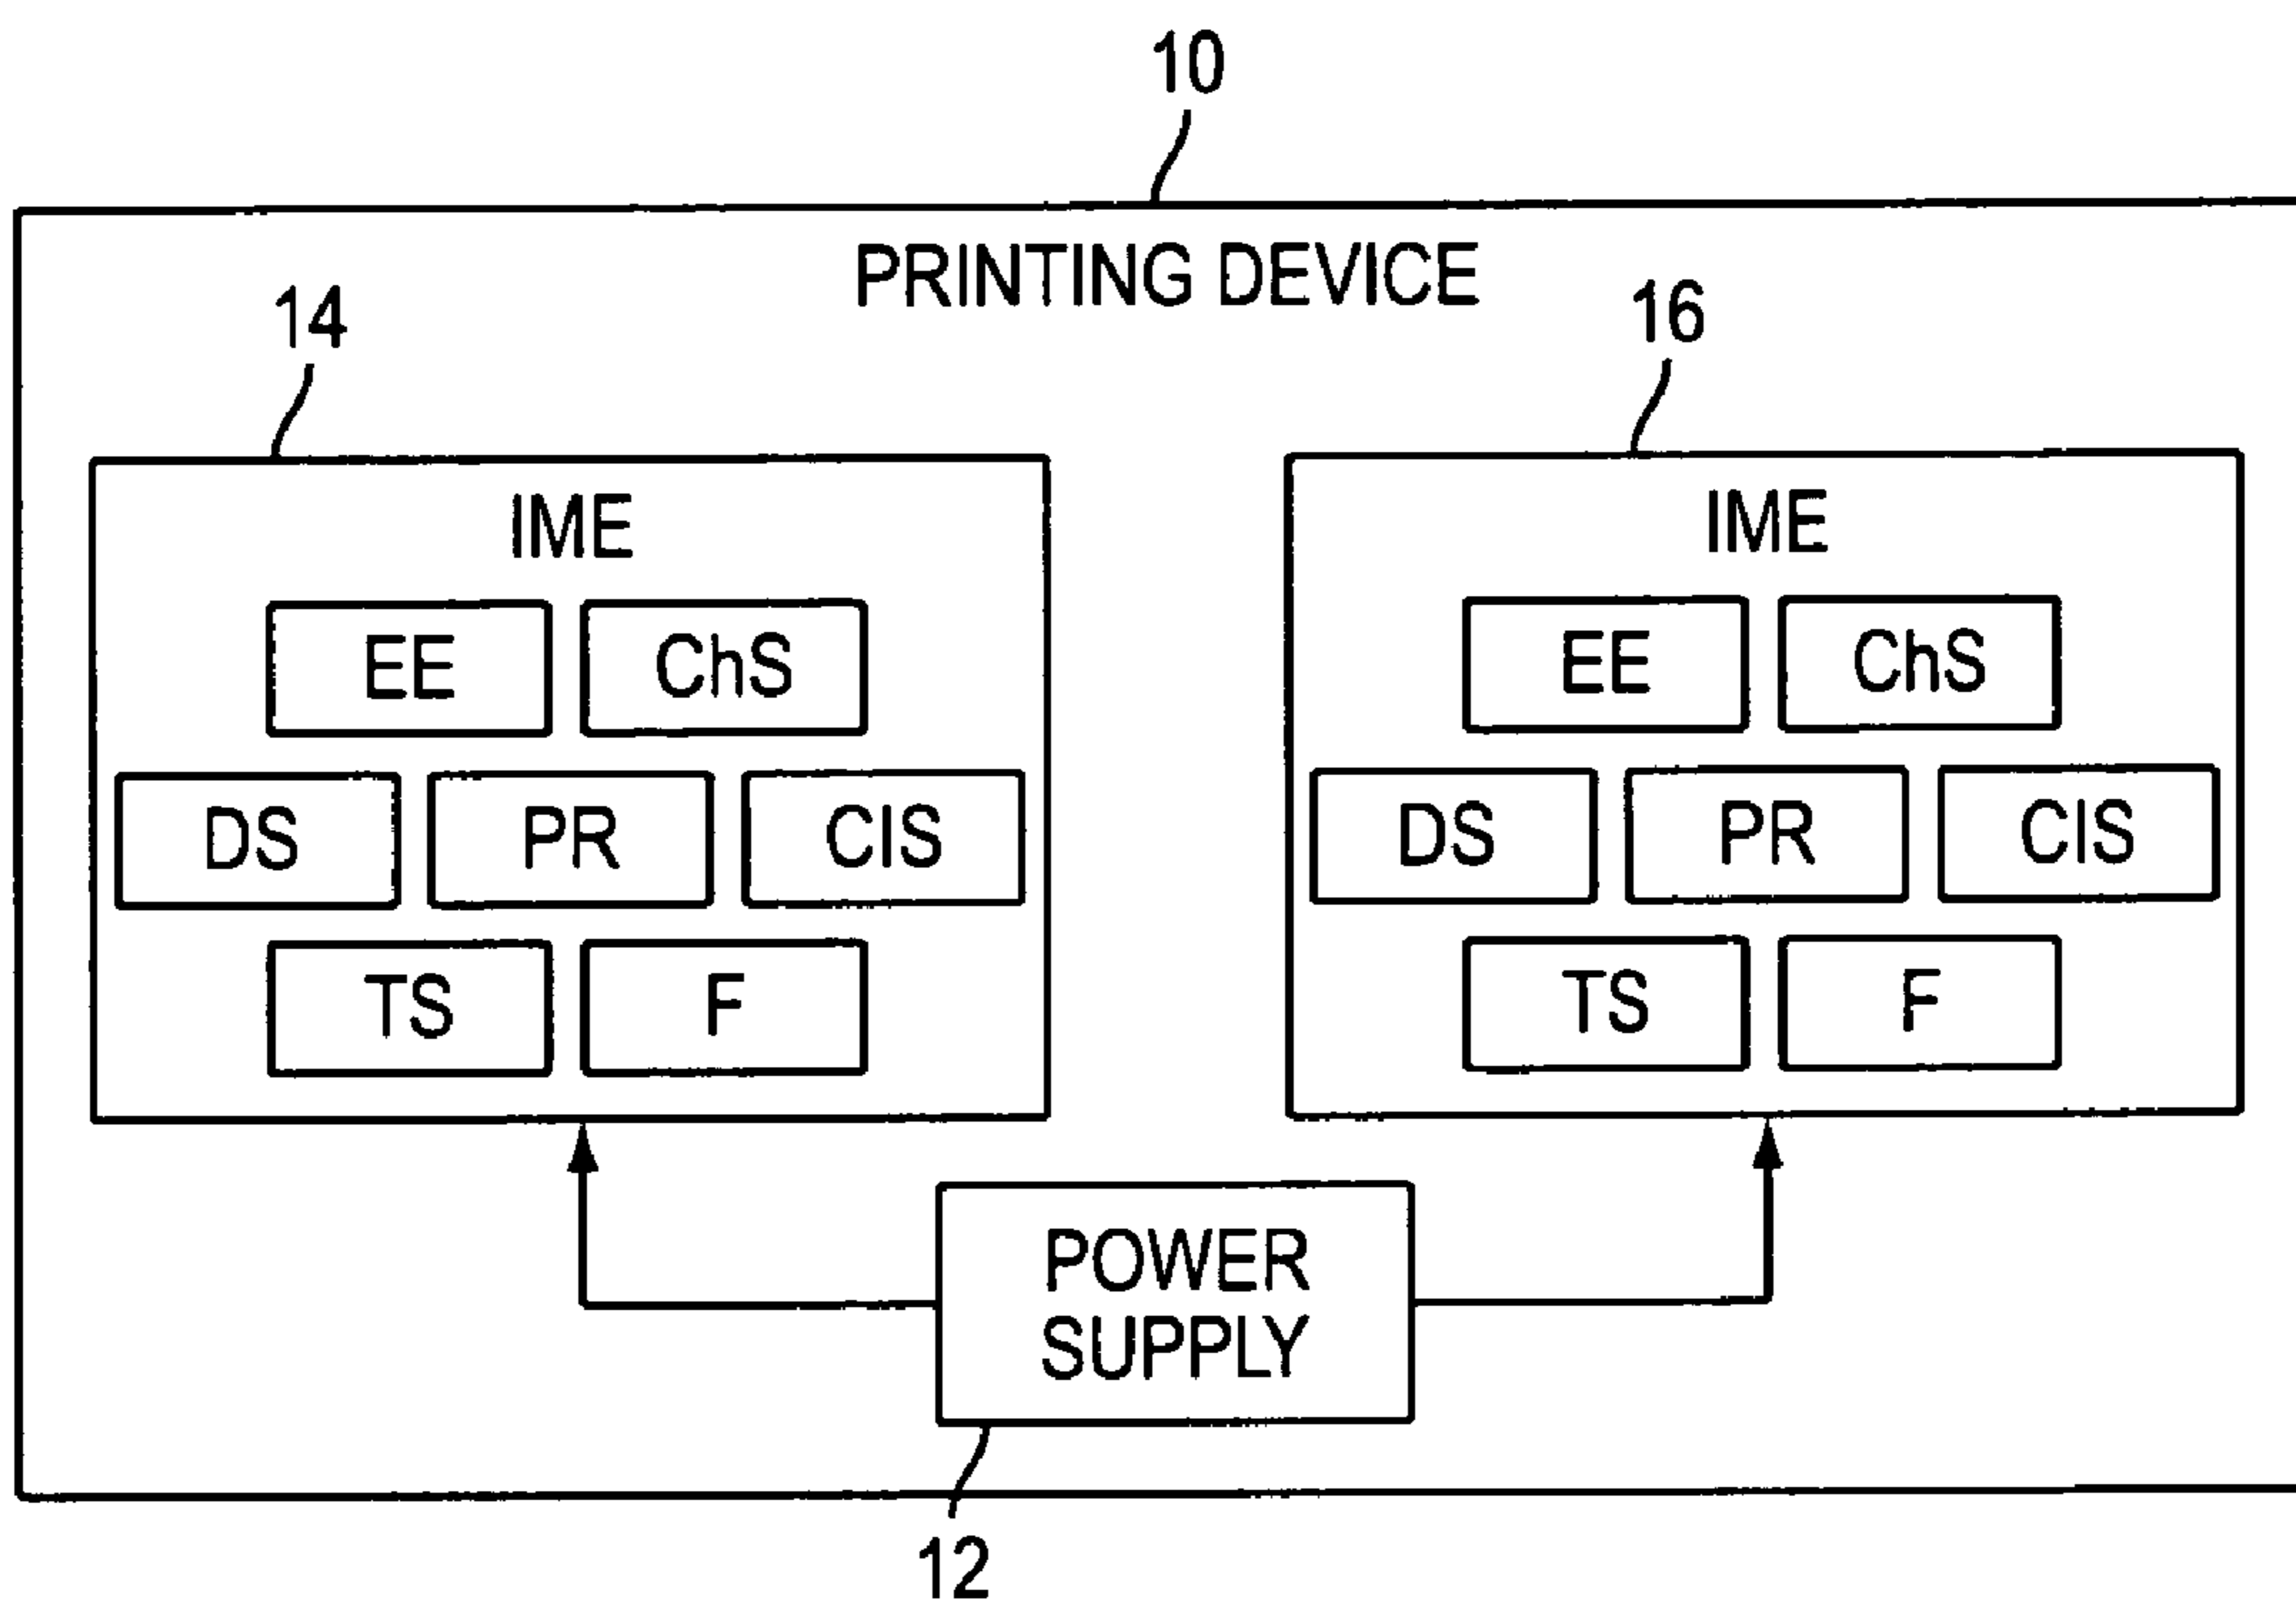 10
PRINTING DEVICE
14
16
IME
EE ChS
DS PR CIS
TS F
IME
EE ChS
DS PR CIS
TS F
POWER
SUPPLY
12